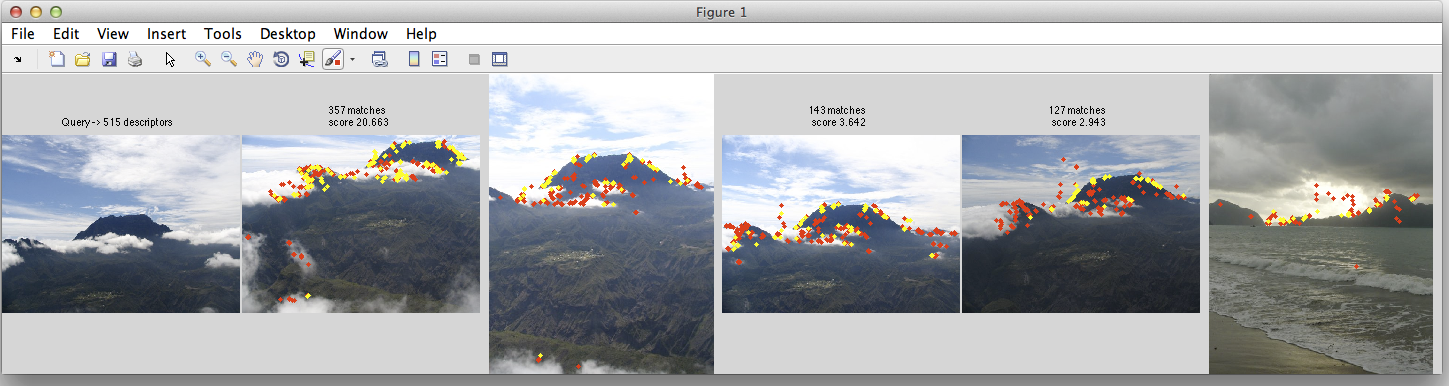 Figure 1
File Edit View Insert Tools Desktop Window Help
Query -> 515 descriptors
357 matches
score 20.663
143 matches
score 3.642
127 matches
score 2.943